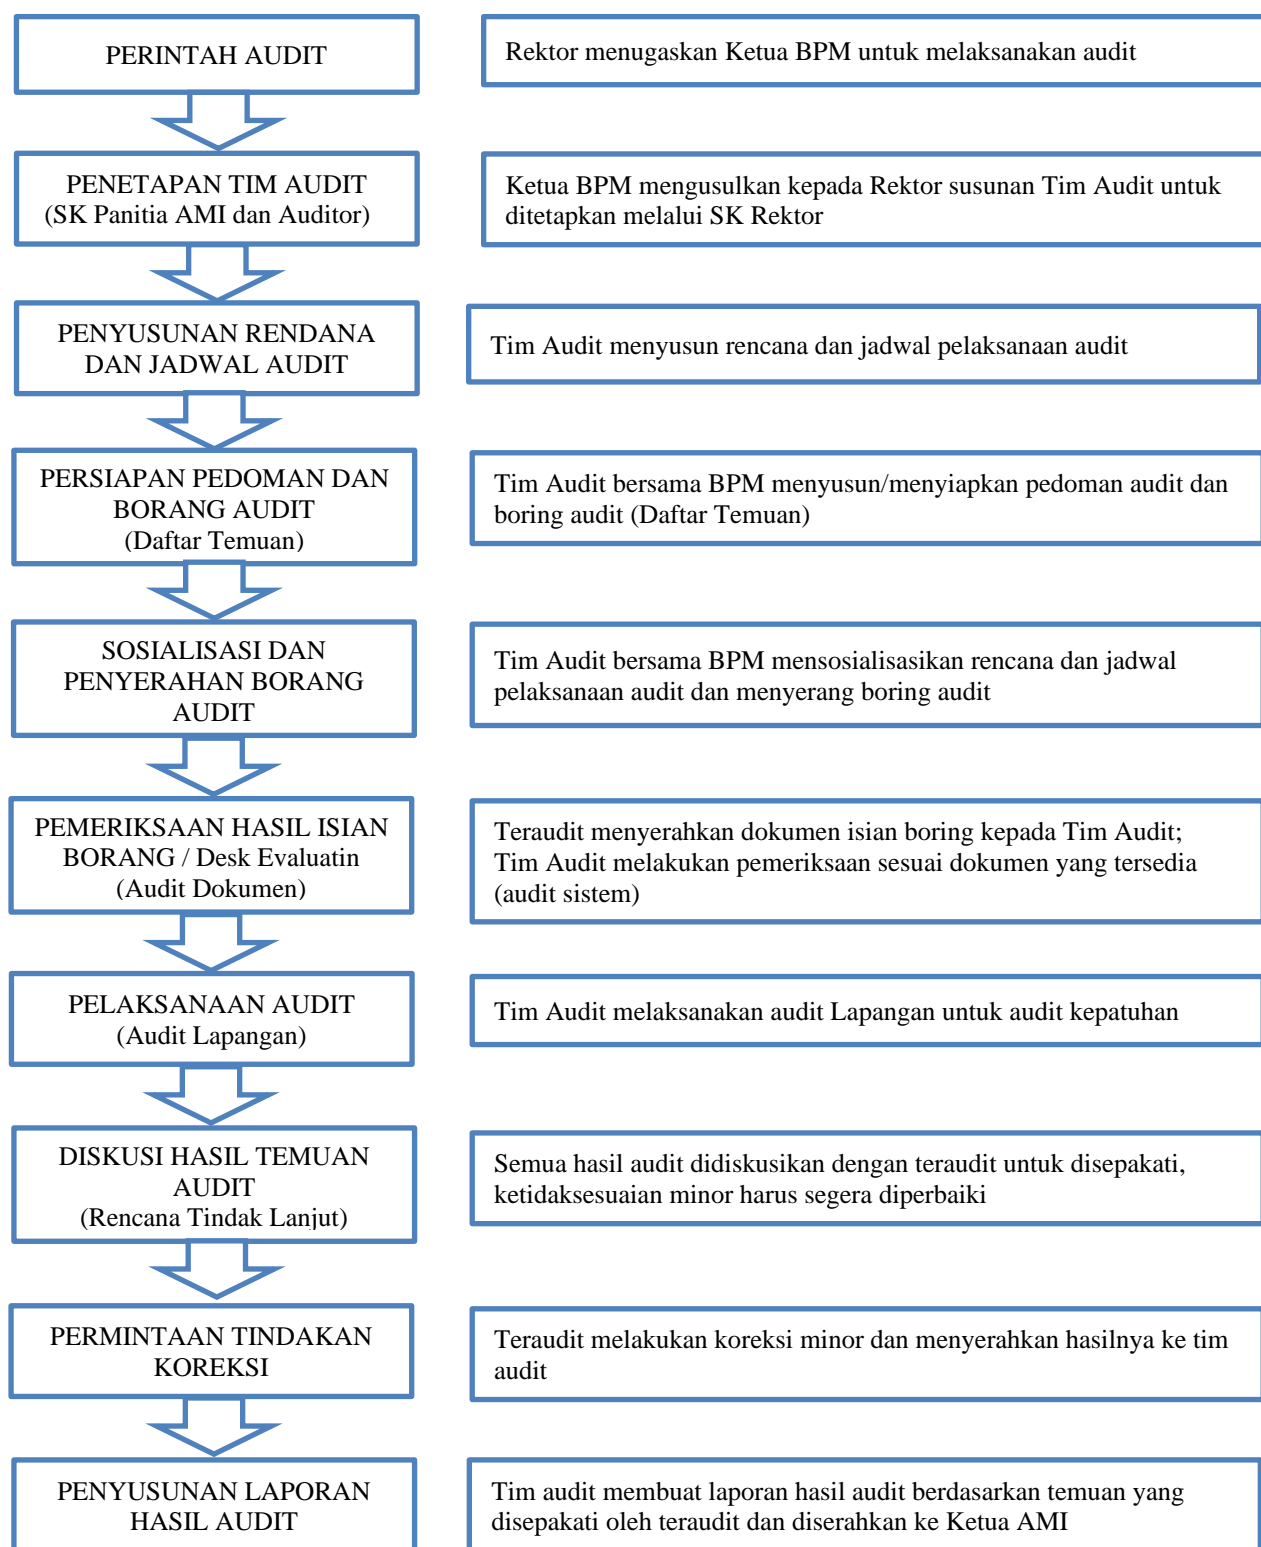 PERINTAH AUDIT
Rektor menugaskan Ketua BPM untuk melaksanakan audit
PENETAPAN TIM AUDIT
(SK Panitia AMI dan Auditor)
Ketua BPM mengusulkan kepada Rektor susunan Tim Audit untuk
ditetapkan melalui SK Rektor
PENYUSUNAN RENDANA
DAN JADWAL AUDIT
Tim Audit menyusun rencana dan jadwal pelaksanaan audit
PERSIAPAN PEDOMAN DAN
BORANG AUDIT
(Daftar Temuan)
Tim Audit bersama BPM menyusun/menyiapkan pedoman audit dan
boring audit (Daftar Temuan)
SOSIALISASI DAN
PENYERAHAN BORANG
AUDIT
Tim Audit bersama BPM mensosialisasikan rencana dan jadwal
pelaksanaan audit dan menyerang boring audit
PEMERIKSAAN HASIL ISIAN
BORANG / Desk Evaluatin
(Audit Dokumen)
Teraudit menyerahkan dokumen isian boring kepada Tim Audit;
Tim Audit melakukan pemeriksaan sesuai dokumen yang tersedia
(audit sistem)
PELAKSANAAN AUDIT
(Audit Lapangan)
Tim Audit melaksanakan audit Lapangan untuk audit kepatuhan
DISKUSI HASIL TEMUAN
AUDIT
(Rencana Tindak Lanjut)
Semua hasil audit didiskusikan dengan teraudit untuk disepakati,
ketidaksesuaian minor harus segera diperbaiki
PERMINTAAN TINDAKAN
KOREKSI
Teraudit melakukan koreksi minor dan menyerahkan hasilnya ke tim
audit
PENYUSUNAN LAPORAN
HASIL AUDIT
Tim audit membuat laporan hasil audit berdasarkan temuan yang
disepakati oleh teraudit dan diserahkan ke Ketua AMI